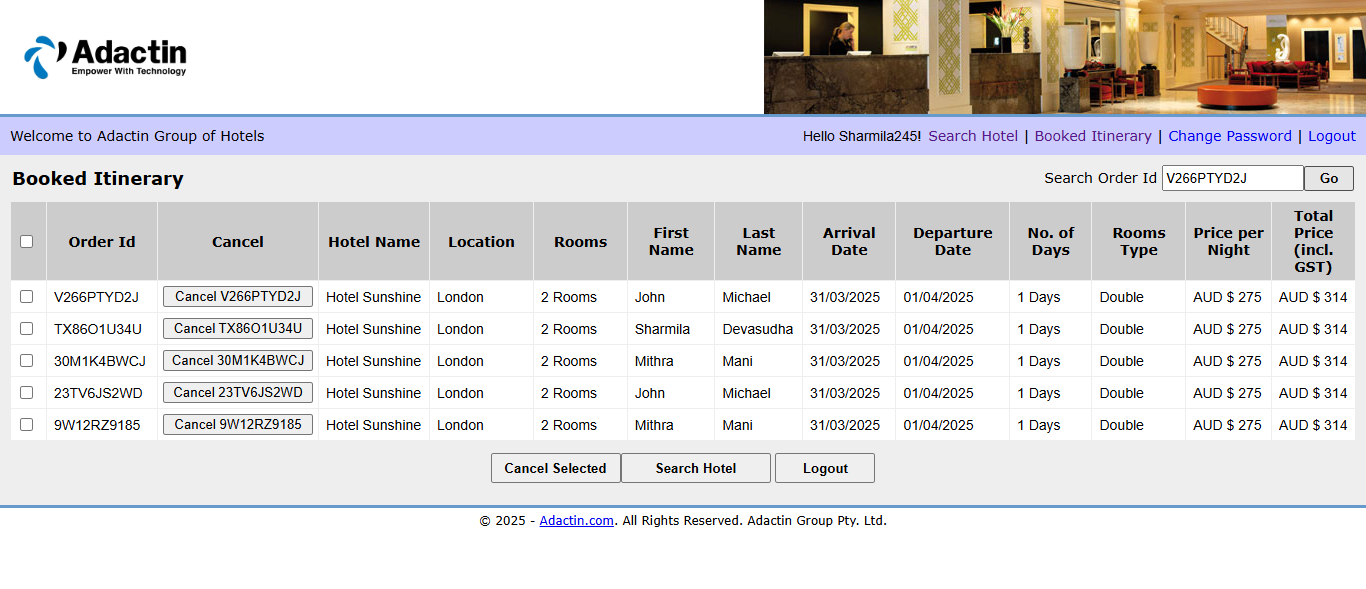 Adactin
Empower With Technology
Welcome to Adactin Group of Hotels
Hello Sharmila245! Search Hotel | Booked Itinerary | Change Password | Logout
Booked Itinerary
Search Order Id V266PTYD2J Go
Order Id Cancel Hotel Name Location Rooms First Name Last Name Arrival Date Departure Date No. of Days Rooms Type Price per Night Total Price (incl. GST)
V266PTYD2J Cancel V266PTYD2J Hotel Sunshine London 2 Rooms John Michael 31/03/2025 01/04/2025 1 Days Double AUD $ 275 AUD $ 314
TX86O1U34U Cancel TX86O1U34U Hotel Sunshine London 2 Rooms Sharmila Devasudha 31/03/2025 01/04/2025 1 Days Double AUD $ 275 AUD $ 314
30M1K4BWCJ Cancel 30M1K4BWCJ Hotel Sunshine London 2 Rooms Mithra Mani 31/03/2025 01/04/2025 1 Days Double AUD $ 275 AUD $ 314
23TV6JS2WD Cancel 23TV6JS2WD Hotel Sunshine London 2 Rooms John Michael 31/03/2025 01/04/2025 1 Days Double AUD $ 275 AUD $ 314
9W12RZ9185 Cancel 9W12RZ9185 Hotel Sunshine London 2 Rooms Mithra Mani 31/03/2025 01/04/2025 1 Days Double AUD $ 275 AUD $ 314
Cancel Selected Search Hotel Logout
© 2025 - Adactin.com. All Rights Reserved. Adactin Group Pty. Ltd.